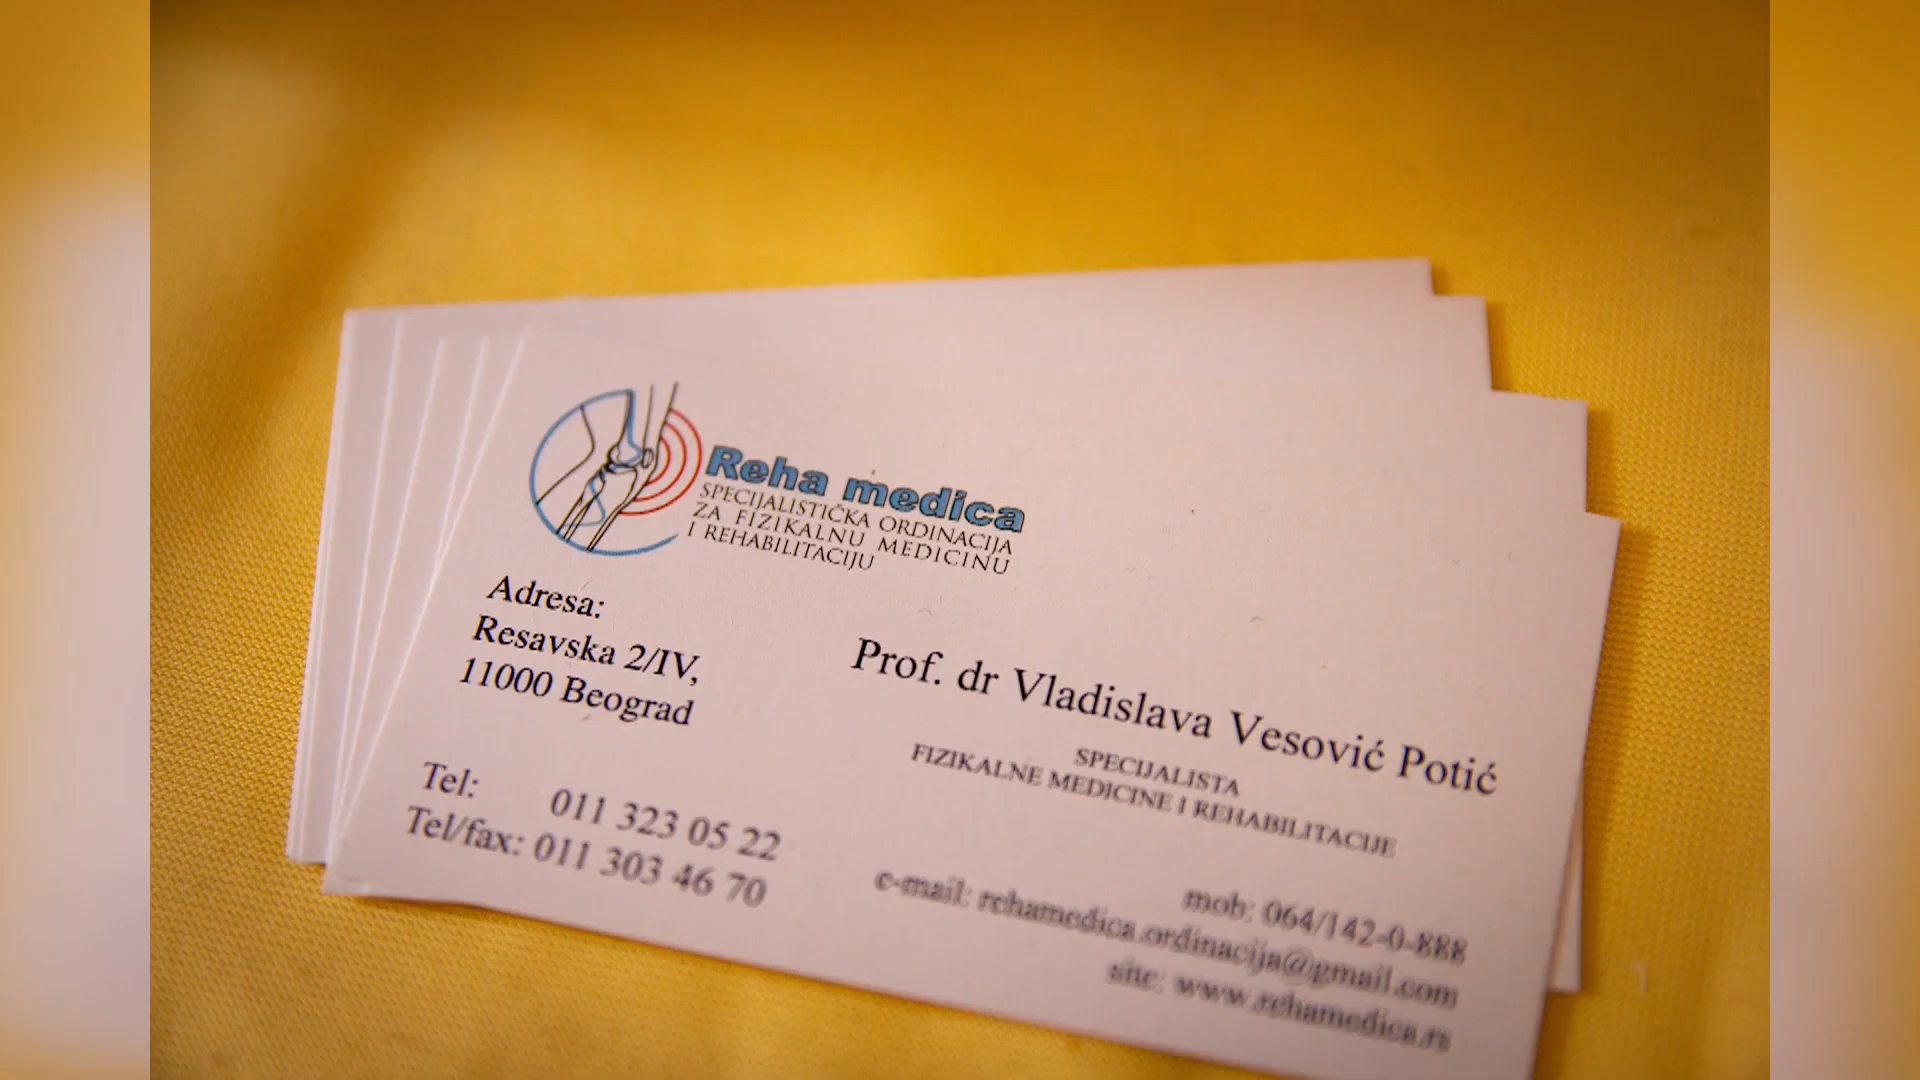 Reha medica
SPECIJALISTIČKA ORDINACIJA
ZA FIZIKALNU MEDICINU
I REHABILITACIJU
Adresa:
Resavska 2/IV,
11000 Beograd
Prof. dr Vladislava Vesović Potić
SPECIJALISTA
FIZIKALNE MEDICINE I REHABILITACIJE
Tel: 011 323 05 22
Tel/fax: 011 303 46 70
mob: 064/142-0-888
e-mail: rehamedica.ordinacija@gmail.com
site: www.rehamedica.rs